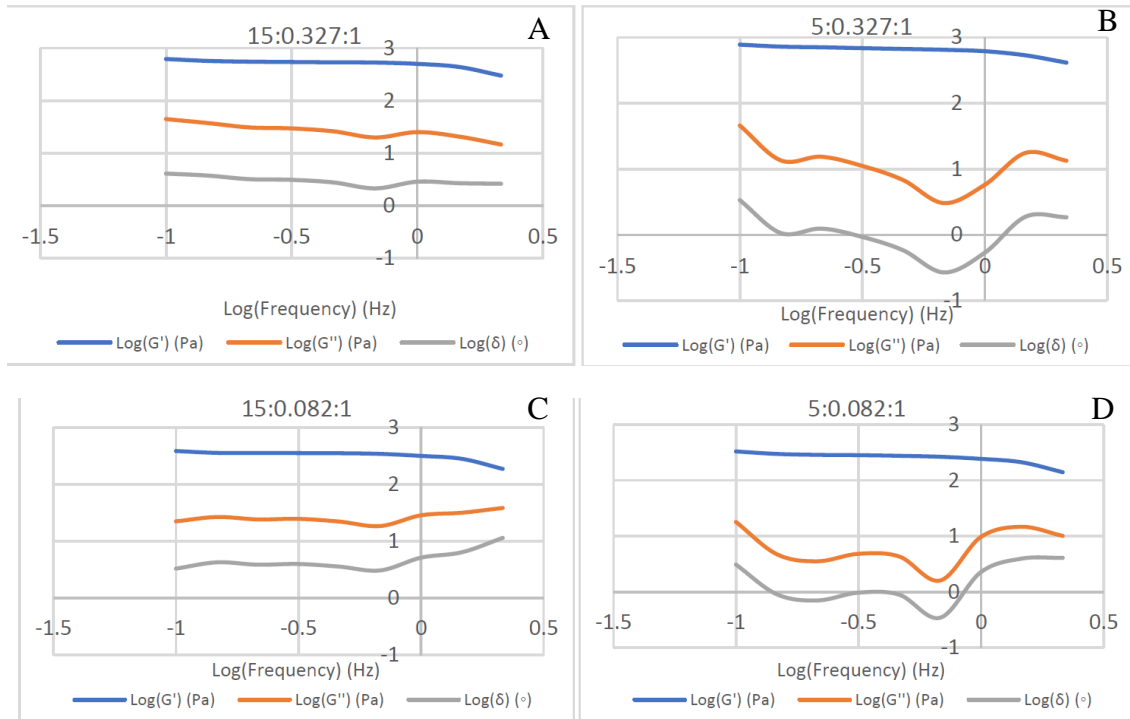 A
15:0.327:1
3
2
1
0
-1.5
-1
-0.5
0
0.5
-1
Log(Frequency) (Hz)
Log(G') (Pa)
Log(G'') (Pa)
Log(δ) (◦)
B
5:0.327:1
3
2
1
0
-1.5
-1
-0.5
0
0.5
-1
Log(Frequency) (Hz)
Log(G') (Pa)
Log(G'') (Pa)
Log(δ) (◦)
C
15:0.082:1
3
2
1
0
-1.5
-1
-0.5
0
0.5
-1
Log(Frequency) (Hz)
Log(G') (Pa)
Log(G'') (Pa)
Log(δ) (◦)
D
5:0.082:1
3
2
1
0
-1.5
-1
-0.5
0
0.5
-1
Log(Frequency) (Hz)
Log(G') (Pa)
Log(G'') (Pa)
Log(δ) (◦)